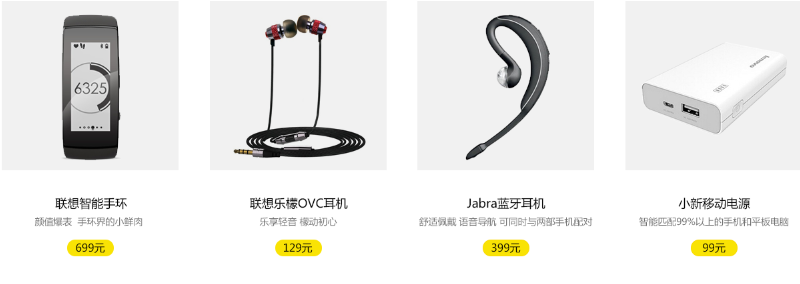 6325
联想智能手环
颜值爆表 手环界的小鲜肉
699元
联想乐檬OVC耳机
乐享轻音 檬动初心
129元
Jabra蓝牙耳机
舒适佩戴 语音导航 可同时与两部手机配对
399元
小新移动电源
智能匹配99%以上的手机和平板电脑
99元